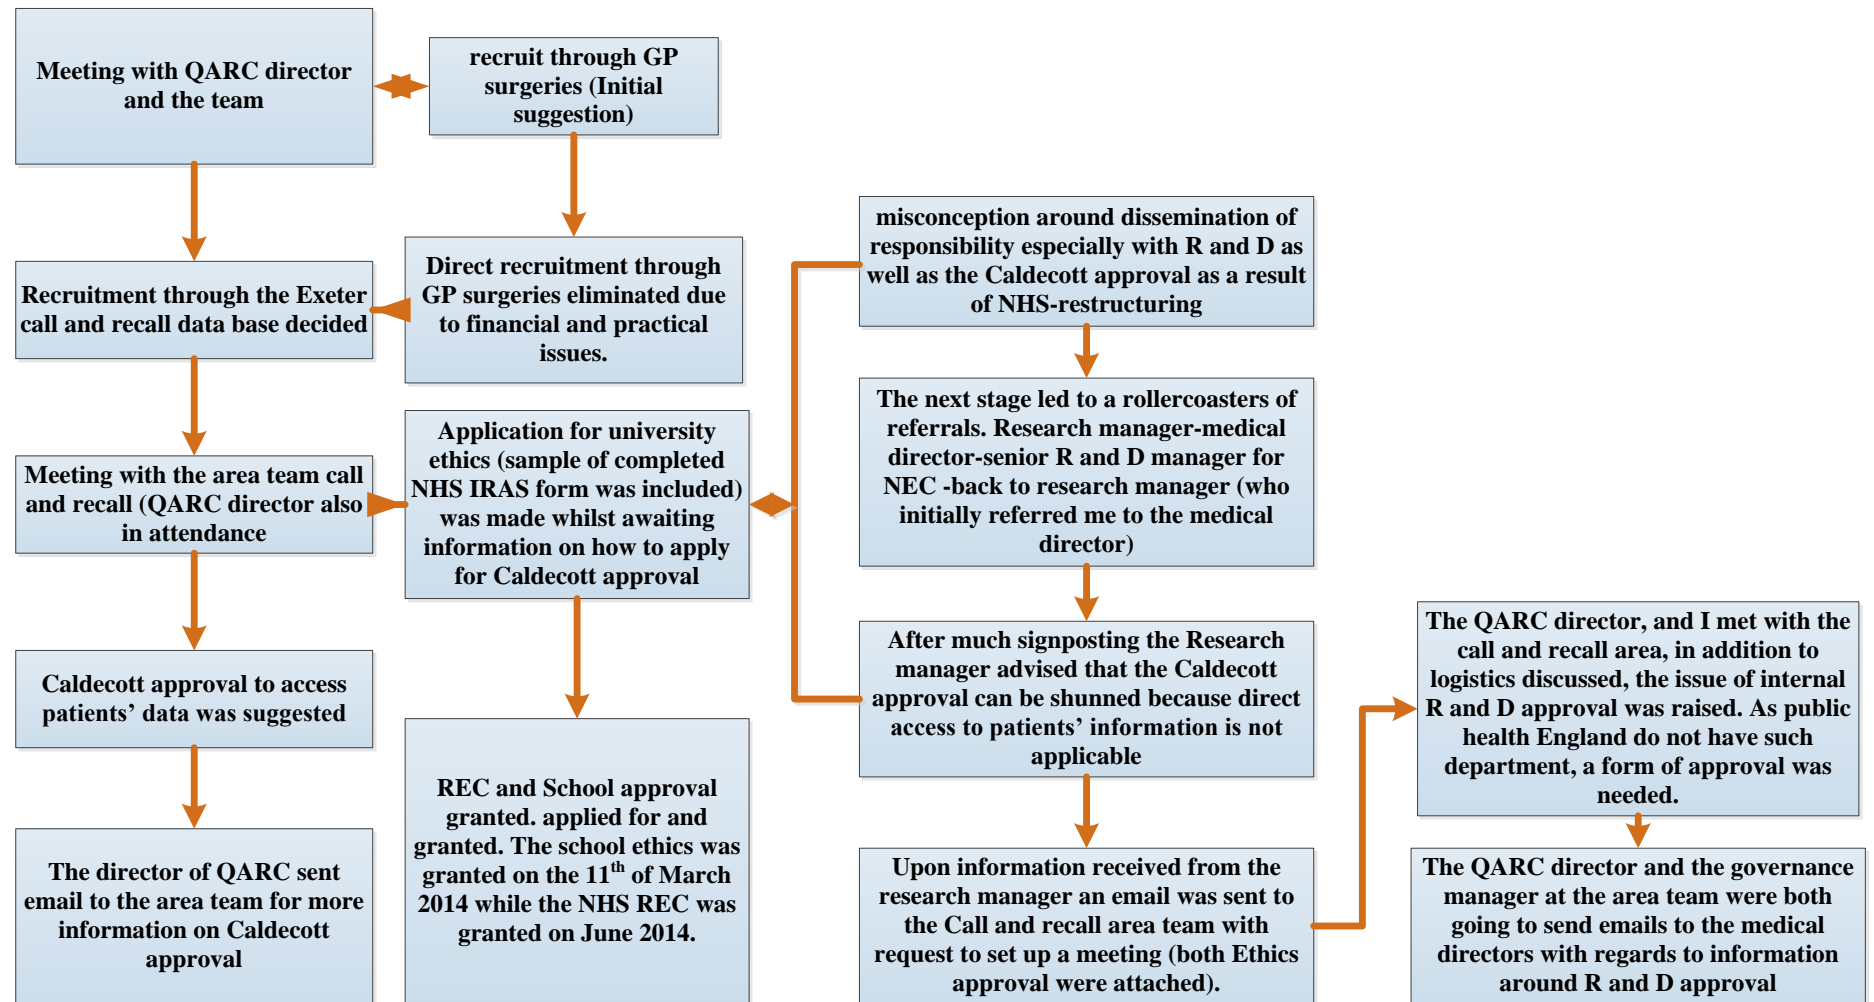 Meeting with QARC director
and the team
recruit through GP
surgeries (Initial
suggestion)
Recruitment through the Exeter
call and recall data base decided
Direct recruitment through
GP surgeries eliminated due
to financial and practical
issues.
Meeting with the area team call
and recall (QARC director also
in attendance
Application for university
ethics (sample of completed
NHS IRAS form was included)
was made whilst awaiting
information on how to apply
for Caldecott approval
Caldecott approval to access
patients’ data was suggested
The director of QARC sent
email to the area team for more
information on Caldecott
approval
REC and School approval
granted. applied for and
granted. The school ethics was
granted on the 11th of March
2014 while the NHS REC was
granted on June 2014.
misconception around dissemination of
responsibility especially with R and D as
well as the Caldecott approval as a result
of NHS-restructuring
The next stage led to a rollercoasters of
referrals. Research manager-medical
director-senior R and D manager for
NEC -back to research manager (who
initially referred me to the medical
director)
After much signposting the Research
manager advised that the Caldecott
approval can be shunned because direct
access to patients’ information is not
applicable
Upon information received from the
research manager an email was sent to
the Call and recall area team with
request to set up a meeting (both Ethics
approval were attached).
The QARC director, and I met with the
call and recall area, in addition to
logistics discussed, the issue of internal
R and D approval was raised. As public
health England do not have such
department, a form of approval was
needed.
The QARC director and the governance
manager at the area team were both
going to send emails to the medical
directors with regards to information
around R and D approval